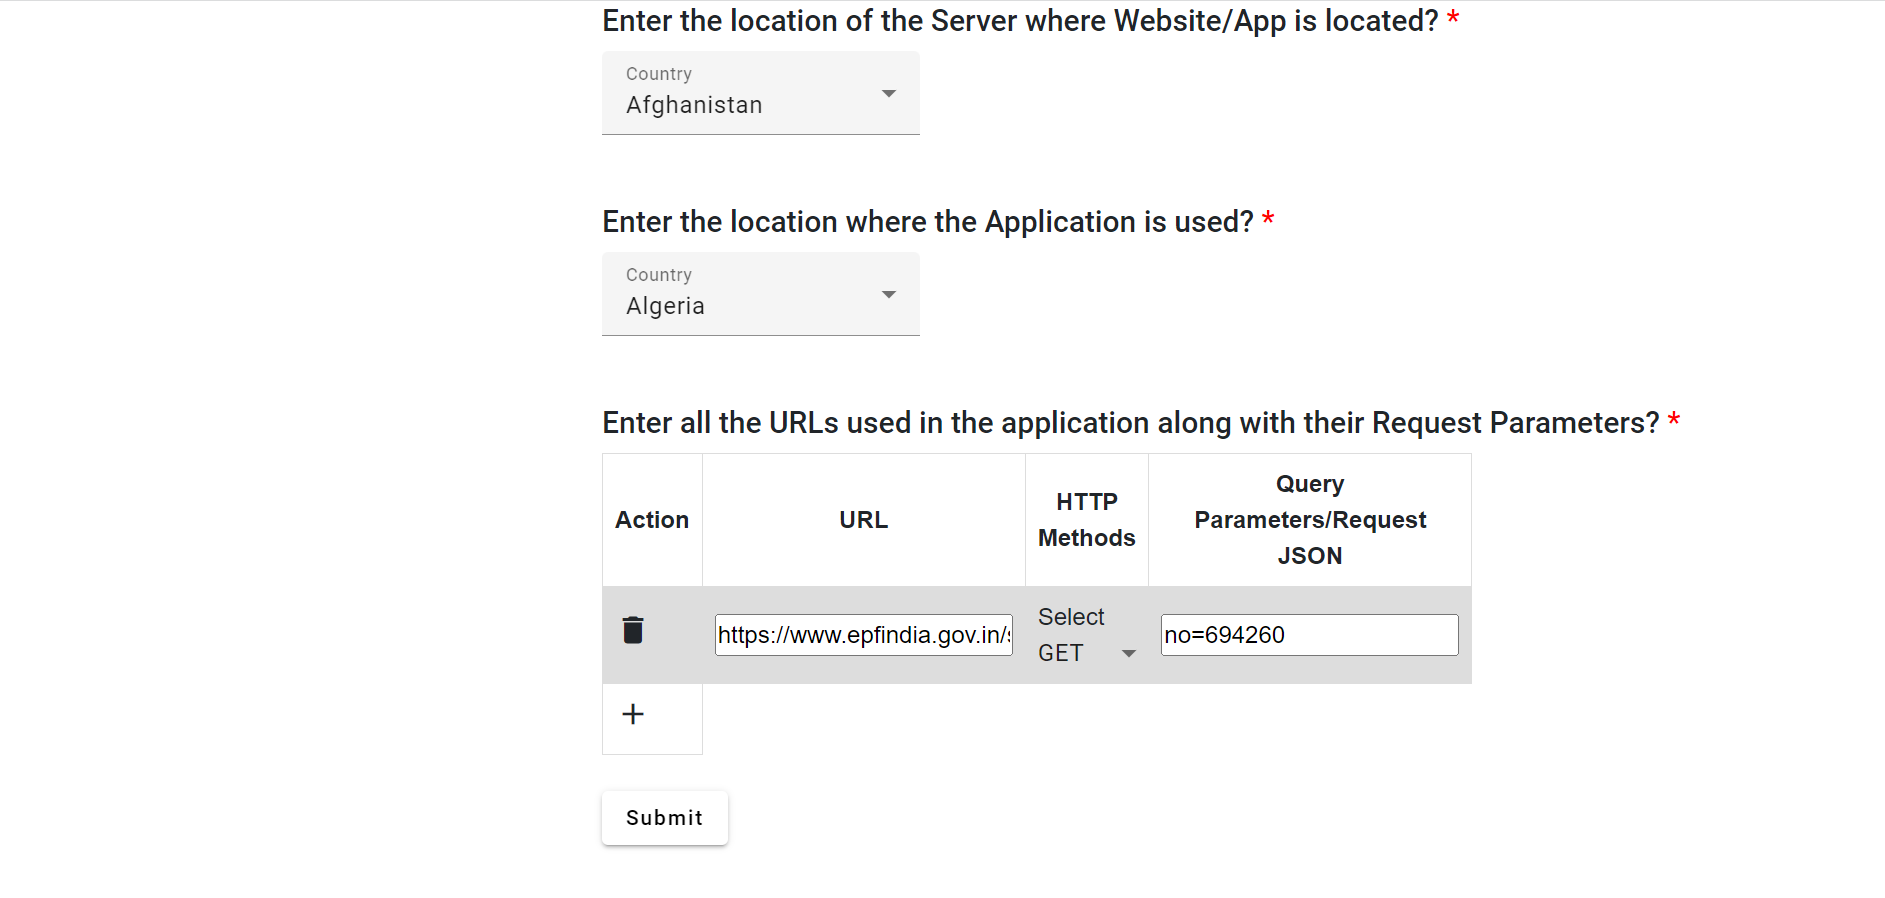 Enter the location of the Server where Website/App is located? *
Country
Afghanistan
Enter the location where the Application is used? *
Country
Algeria
Enter all the URLs used in the application along with their Request Parameters? *
Action
URL
HTTP
Methods
Query
Parameters/Request
JSON
https://www.epfindia.gov.in/
Select
GET
no=694260
+
Submit